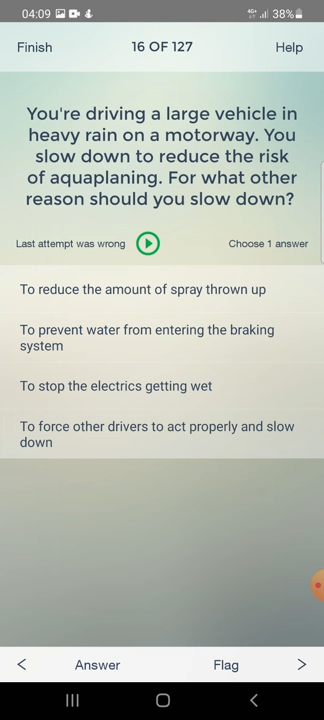 04:09 4G+ 38%
Finish 16 OF 127 Help
You're driving a large vehicle in
heavy rain on a motorway. You
slow down to reduce the risk
of aquaplaning. For what other
reason should you slow down?
Last attempt was wrong Choose 1 answer
To reduce the amount of spray thrown up
To prevent water from entering the braking
system
To stop the electrics getting wet
To force other drivers to act properly and slow
down
< Answer Flag >